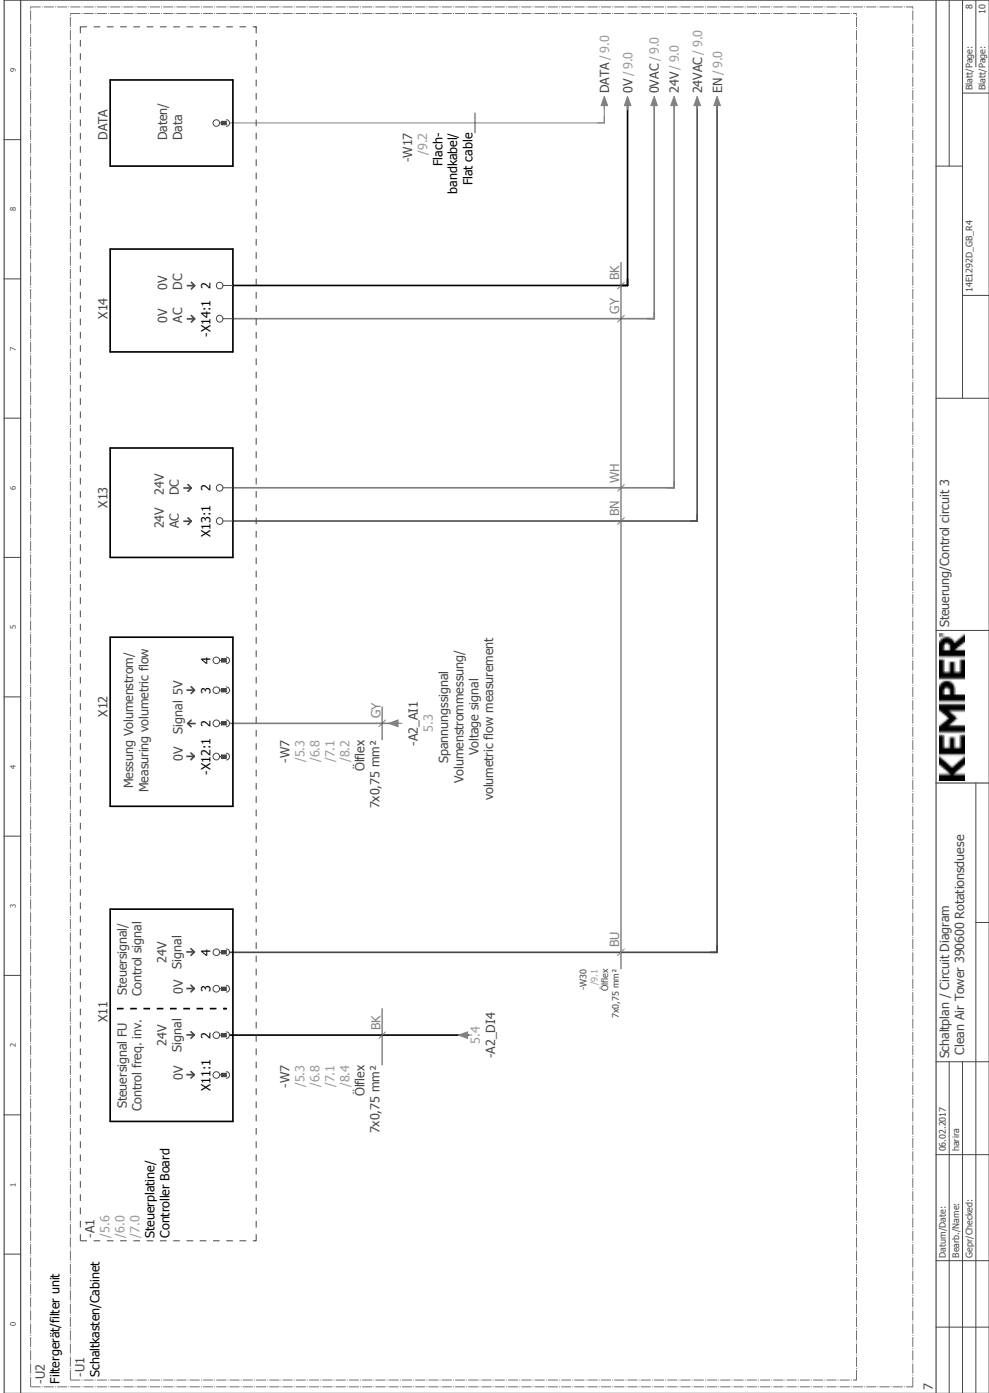 0 1 2 3 4 5 6 7 8 9
-U2
Filtergerät/filter unit
-U1
Schaltkasten/Cabinet
-A1
/5.6
/6.0
/7.0
Steuerplatine/
Controller Board
X11
Steuersignal FU
Control freq. inv.
0V
24V
Signal
X11:1 2
Steuersignal/
Control signal
0V
24V
Signal
3 4
X12
Messung Volumenstrom/
Measuring volumetric flow
0V Signal 5V
-X12:1 2 3 4
X13
24V 24V
AC DC
X13:1 2
X14
0V 0V
AC DC
-X14:1 2
DATA
Daten/
Data
-W7
/5.3
/6.8
/7.1
/8.4
Ölflex
7x0,75 mm²
BK
5.4
-A2_DI4
-W7
/5.3
/6.8
/7.1
/8.2
Ölflex
7x0,75 mm²
GY
-A2_AI1
5.3
Spannungssignal
Volumenstrommessung/
Voltage signal
volumetric flow measurement
-W17
/9.2
Flach-
bandkabel/
Flat cable
-W30
/9.1
Ölflex
7x0,75 mm²
BU BN WH GY BK
DATA / 9.0
0V / 9.0
0VAC / 9.0
24V / 9.0
24VAC / 9.0
EN / 9.0
7
Datum/Date: 06.02.2017
Bearb./Name: harira
Gepr/Checked:
Schaltplan / Circuit Diagram
Clean Air Tower 390600 Rotationsduese
KEMPER
Steuerung/Control circuit 3
14E1292D_GB_R4
Blatt/Page: 8
Blatt/Page: 10